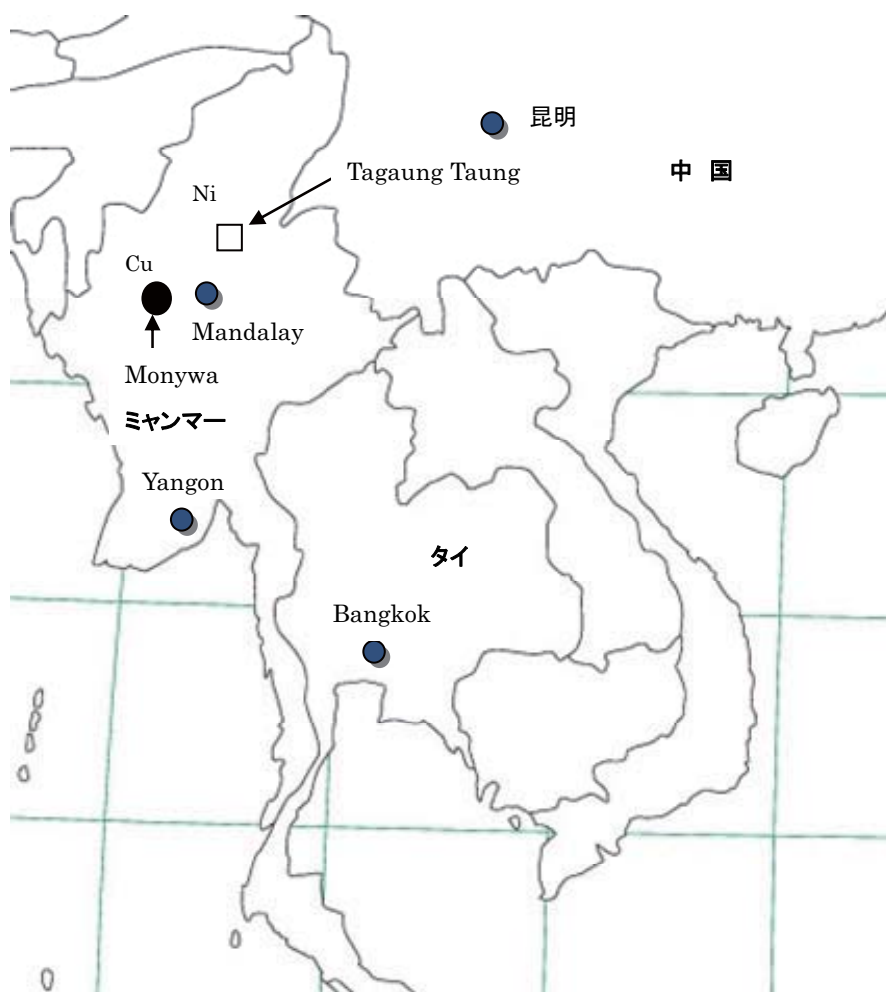 昆明
中 国
Tagaung Taung
Ni
Cu
Mandalay
Monywa
ミャンマー
Yangon
タイ
Bangkok